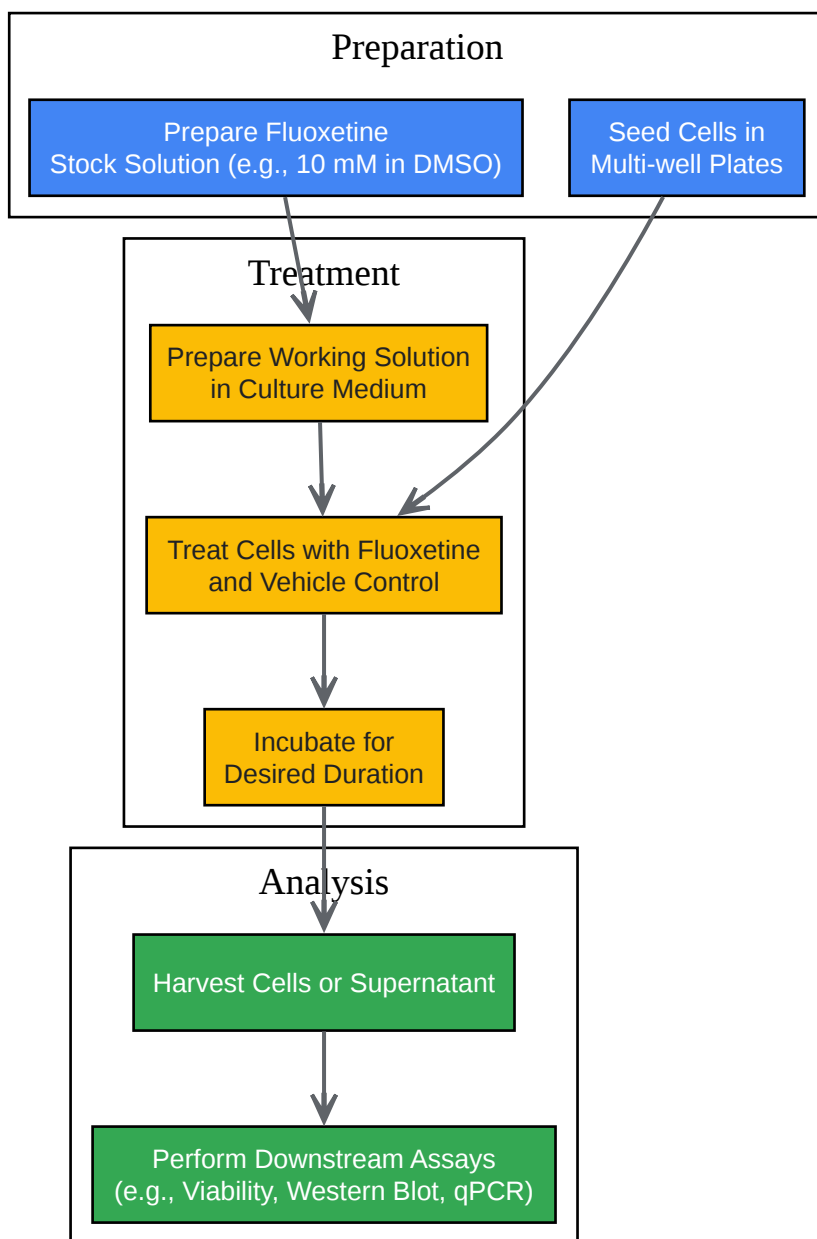 Preparation
Prepare Fluoxetine
Stock Solution (e.g., 10 mM in DMSO)
Seed Cells in
Multi-well Plates
Treatment
Prepare Working Solution
in Culture Medium
Treat Cells with Fluoxetine
and Vehicle Control
Incubate for
Desired Duration
Analysis
Harvest Cells or Supernatant
Perform Downstream Assays
(e.g., Viability, Western Blot, qPCR)